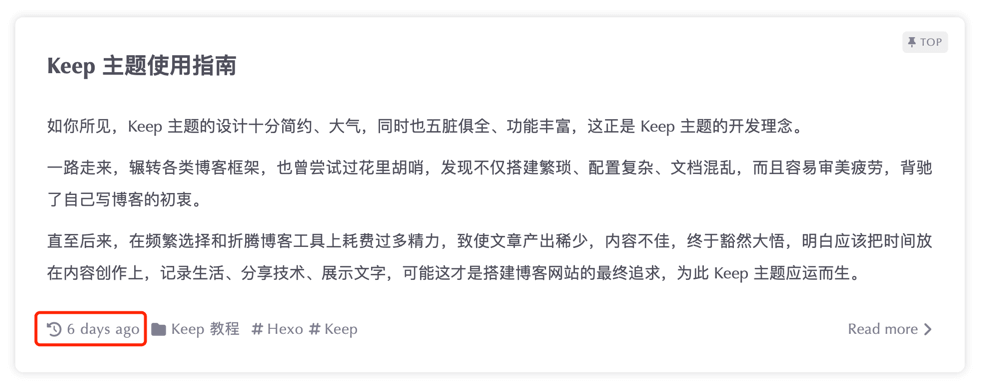 TOP
Keep 主题使用指南
如你所见，Keep 主题的设计十分简约、大气，同时也五脏俱全、功能丰富，这正是 Keep 主题的开发理念。
一路走来，辗转各类博客框架，也曾尝试过花里胡哨，发现不仅搭建繁琐、配置复杂、文档混乱，而且容易审美疲劳，背驰
了自己写博客的初衷。
直至后来，在频繁选择和折腾博客工具上耗费过多精力，致使文章产出稀少，内容不佳，终于豁然大悟，明白应该把时间放
在内容创作上，记录生活、分享技术、展示文字，可能这才是搭建博客网站的最终追求，为此 Keep 主题应运而生。
6 days ago Keep 教程 # Hexo # Keep Read more